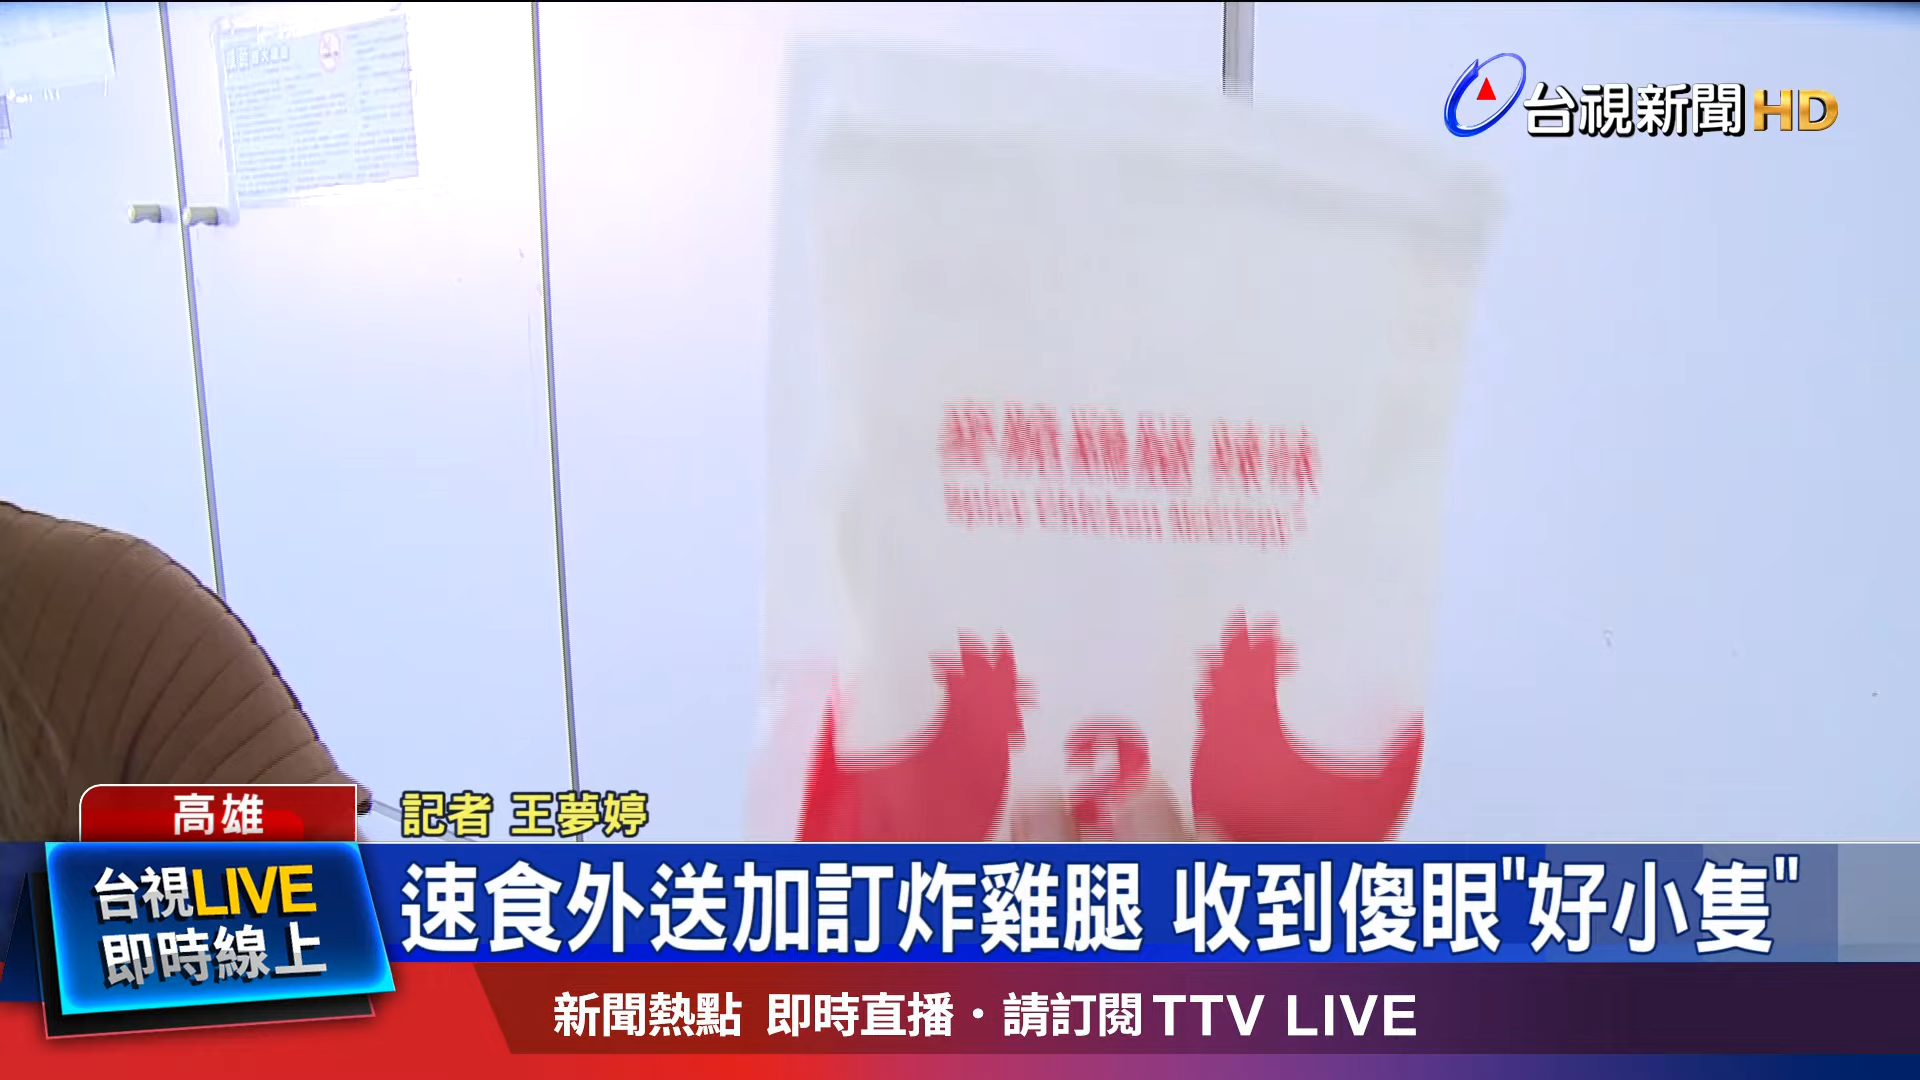 台視新聞HD
高雄
記者 王夢婷
台視LIVE
即時線上
速食外送加訂炸雞腿 收到傻眼"好小隻"
新聞熱點 即時直播・請訂閱TTV LIVE
?